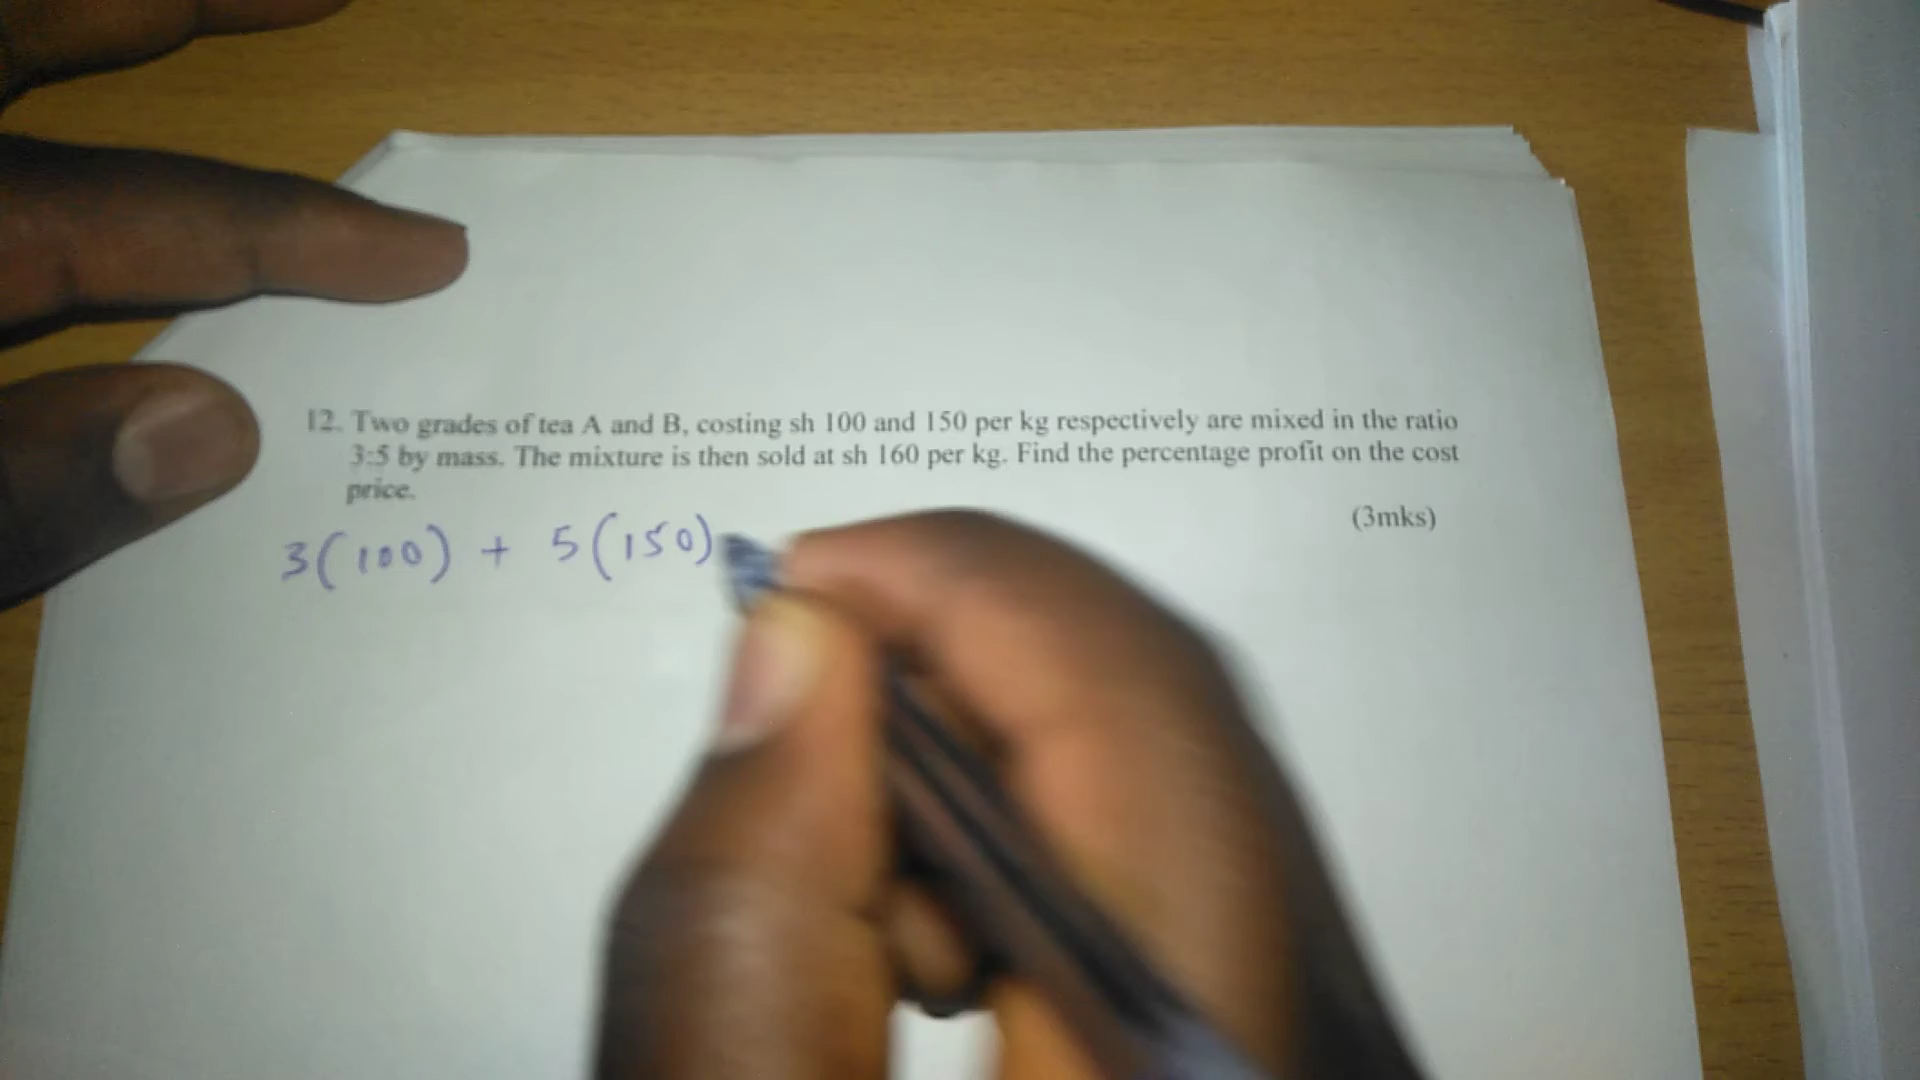 12. Two grades of tea A and B, costing sh 100 and 150 per kg respectively are mixed in the ratio
3:5 by mass. The mixture is then sold at sh 160 per kg. Find the percentage profit on the cost
price.
(3mks)
3(100) + 5(150)